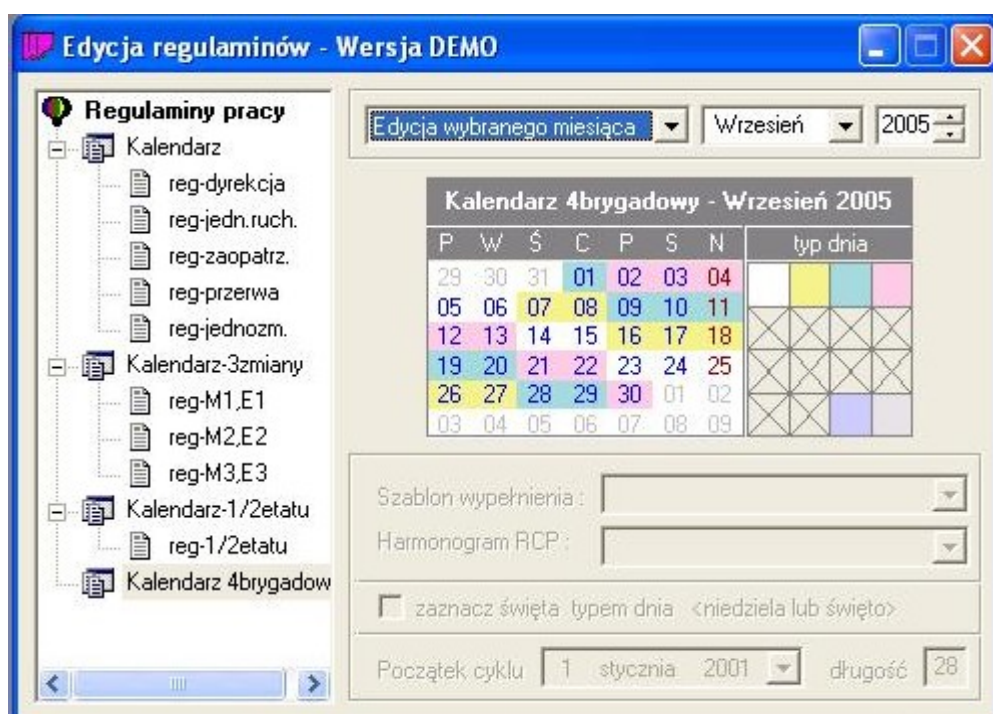 Edycja regulaminów - Wersja DEMO
Regulaminy pracy
Kalendarz
reg-dyrekcja
reg-jedn.ruch.
reg-zaopatrz.
reg-przerwa
reg-jednozm.
Kalendarz-3zmiany
reg-M1,E1
reg-M2,E2
reg-M3,E3
Kalendarz-1/2etatu
reg-1/2etatu
Kalendarz 4brygadow
Edycja wybranego miesiąca Wrzesień 2005
Kalendarz 4brygadowy - Wrzesień 2005
P W Ś C P S N typ dnia
29 30 31 01 02 03 04
05 06 07 08 09 10 11
12 13 14 15 16 17 18
19 20 21 22 23 24 25
26 27 28 29 30 01 02
03 04 05 06 07 08 09
Szablon wypełnienia :
Harmonogram RCP :
zaznacz święta typem dnia <niedziela lub święto>
Początek cyklu 1 stycznia 2001 długość 28